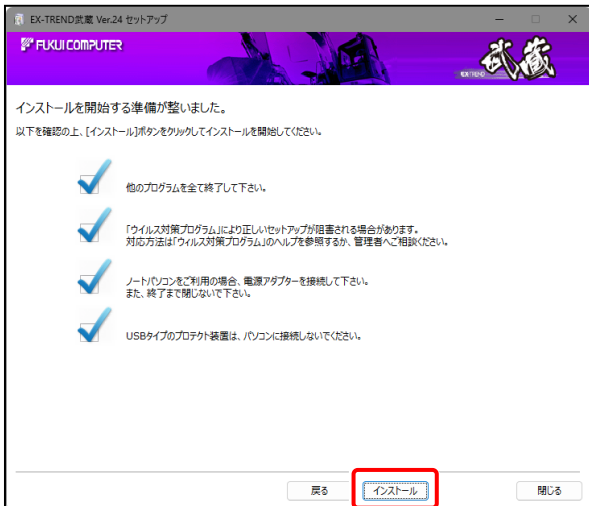 EX-TREND武蔵 Ver.24 セットアップ
FUKUI COMPUTER
EX-TREND 武蔵
インストールを開始する準備が整いました。
以下を確認の上、[インストール]ボタンをクリックしてインストールを開始してください。
他のプログラムを全て終了して下さい。
「ウイルス対策プログラム」により正しいセットアップが阻害される場合があります。
対応方法は「ウィルス対策プログラム」のヘルプを参照するか、管理者へご相談ください。
ノートパソコンをご利用の場合、電源アダプターを接続して下さい。
また、終了まで閉じないで下さい。
USBタイプのプロテクト装置は、パソコンに接続しないでください。
戻る
インストール
閉じる